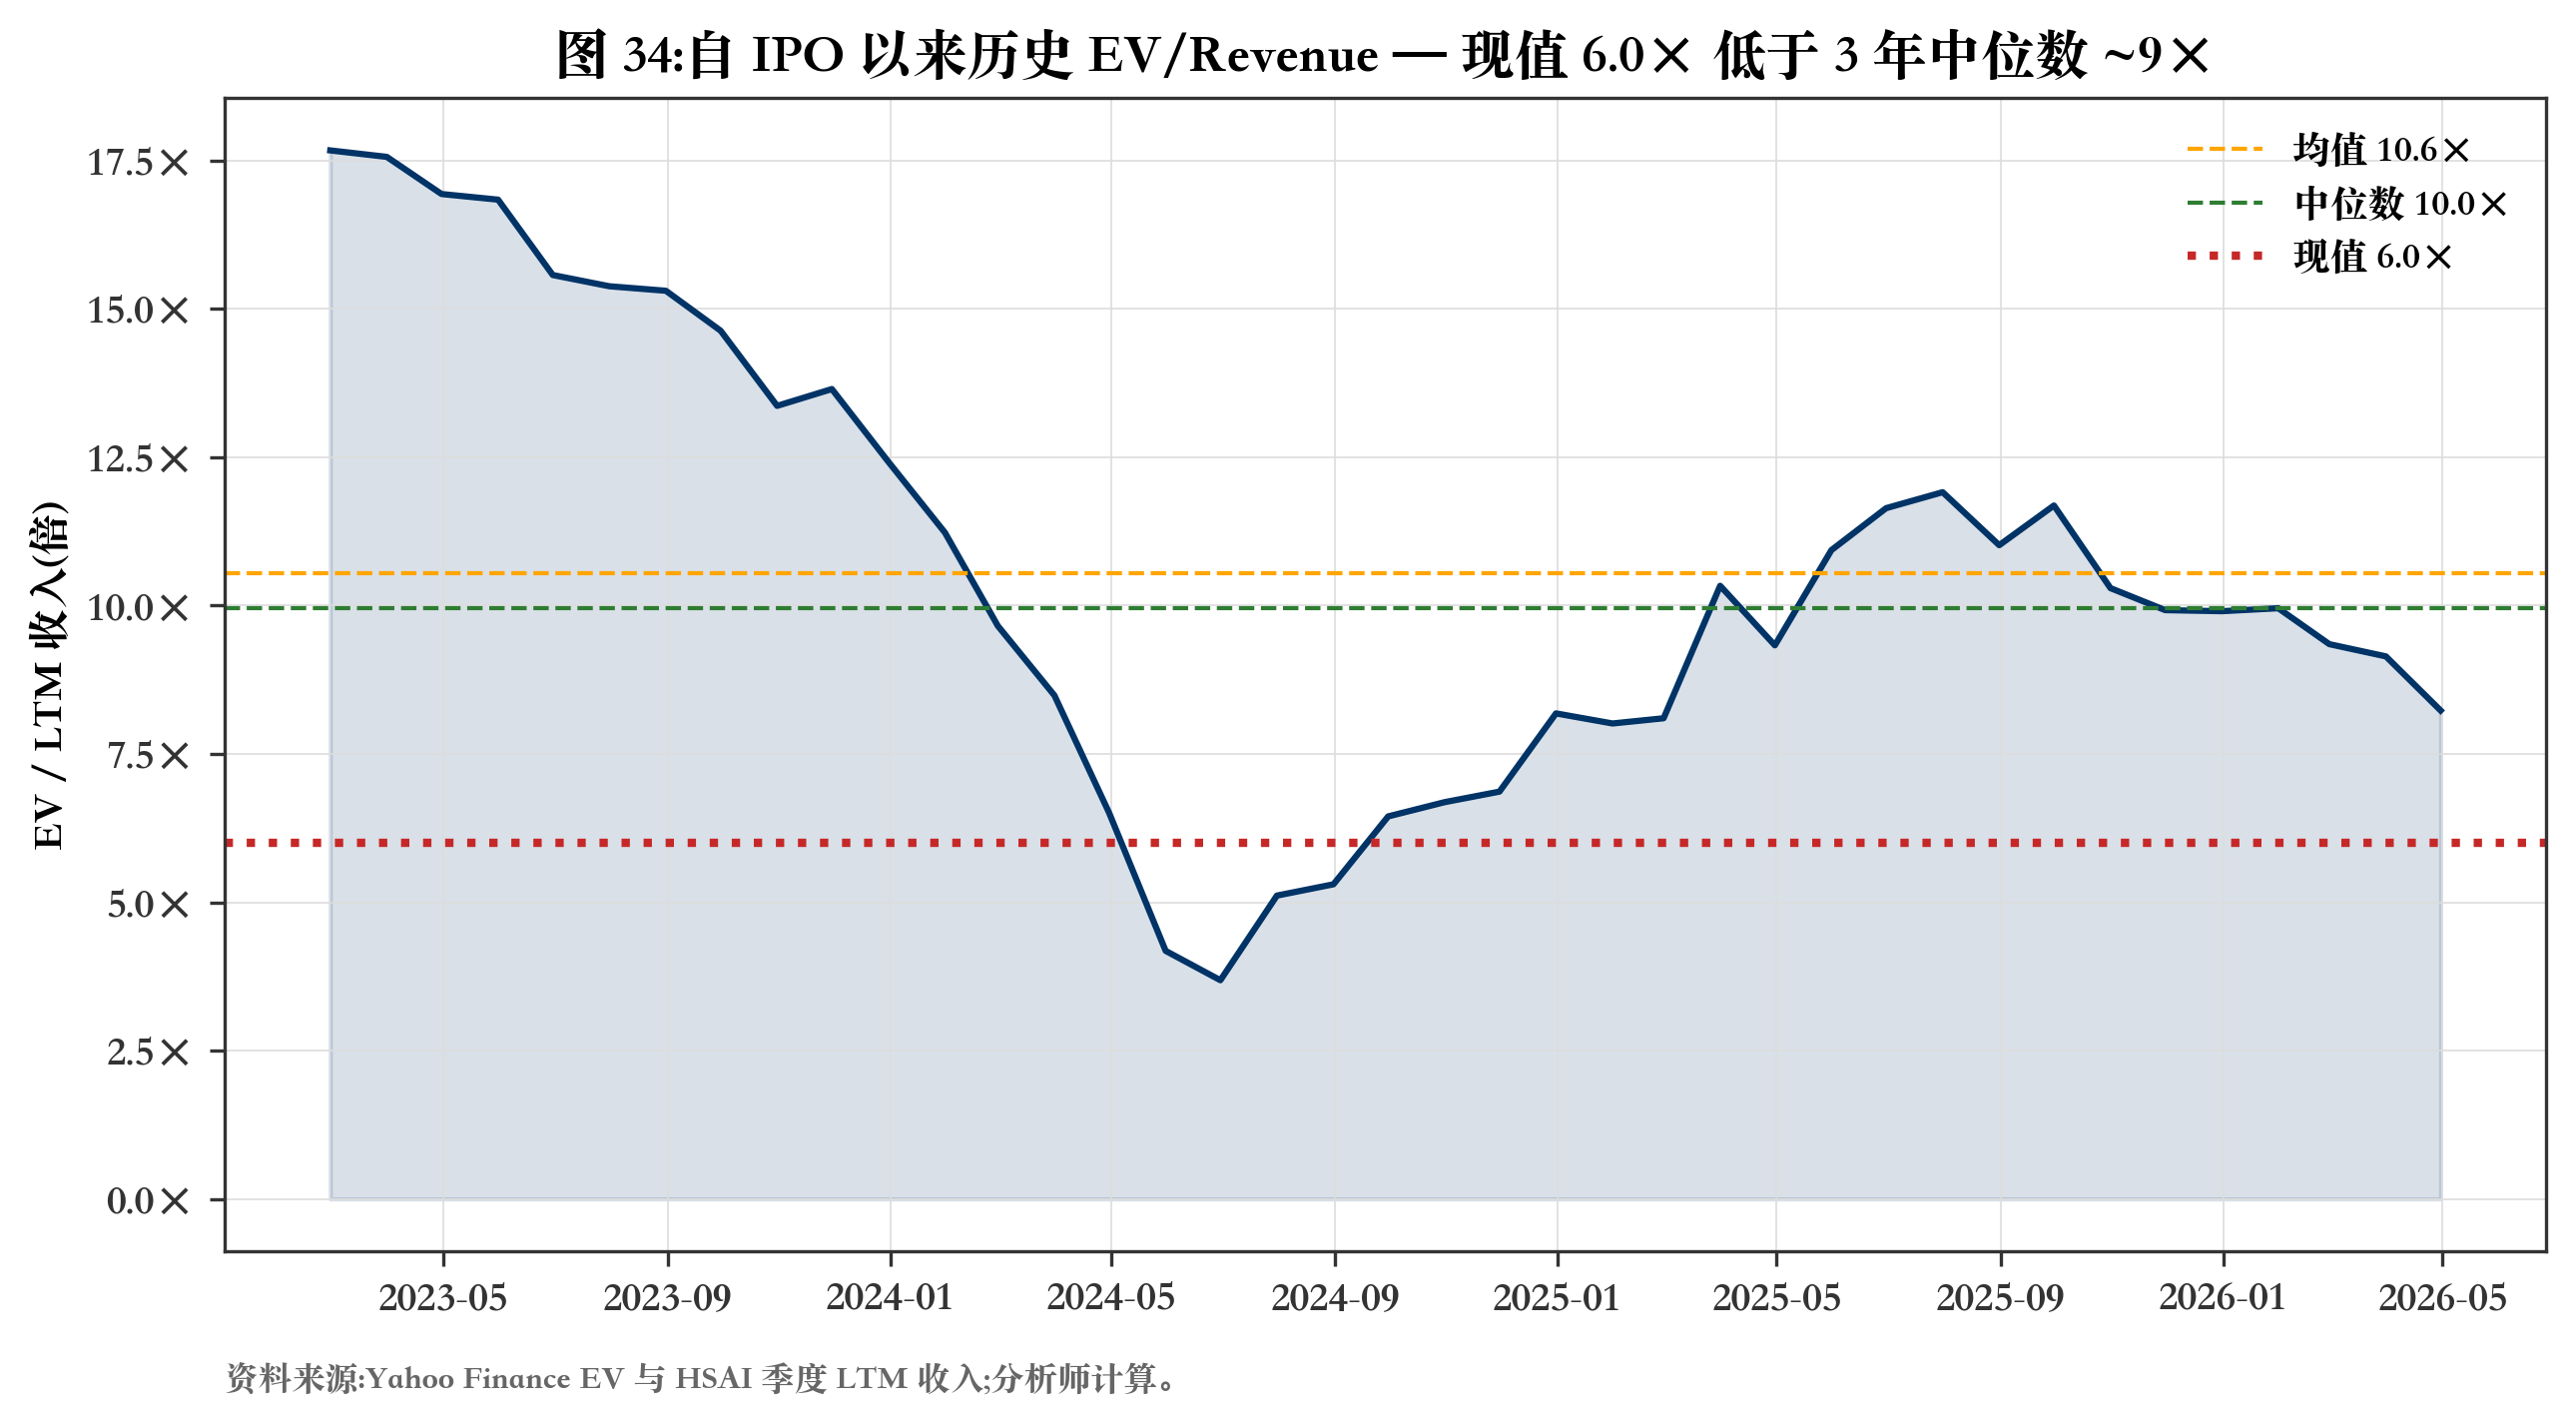 图 34:自 IPO 以来历史 EV/Revenue — 现值 6.0× 低于 3 年中位数 ~9×
均值 10.6×
中位数 10.0×
现值 6.0×
EV / LTM 收入(倍)
17.5×
15.0×
12.5×
10.0×
7.5×
5.0×
2.5×
0.0×
2023-05 2023-09 2024-01 2024-05 2024-09 2025-01 2025-05 2025-09 2026-01 2026-05
资料来源:Yahoo Finance EV 与 HSAI 季度 LTM 收入;分析师计算。